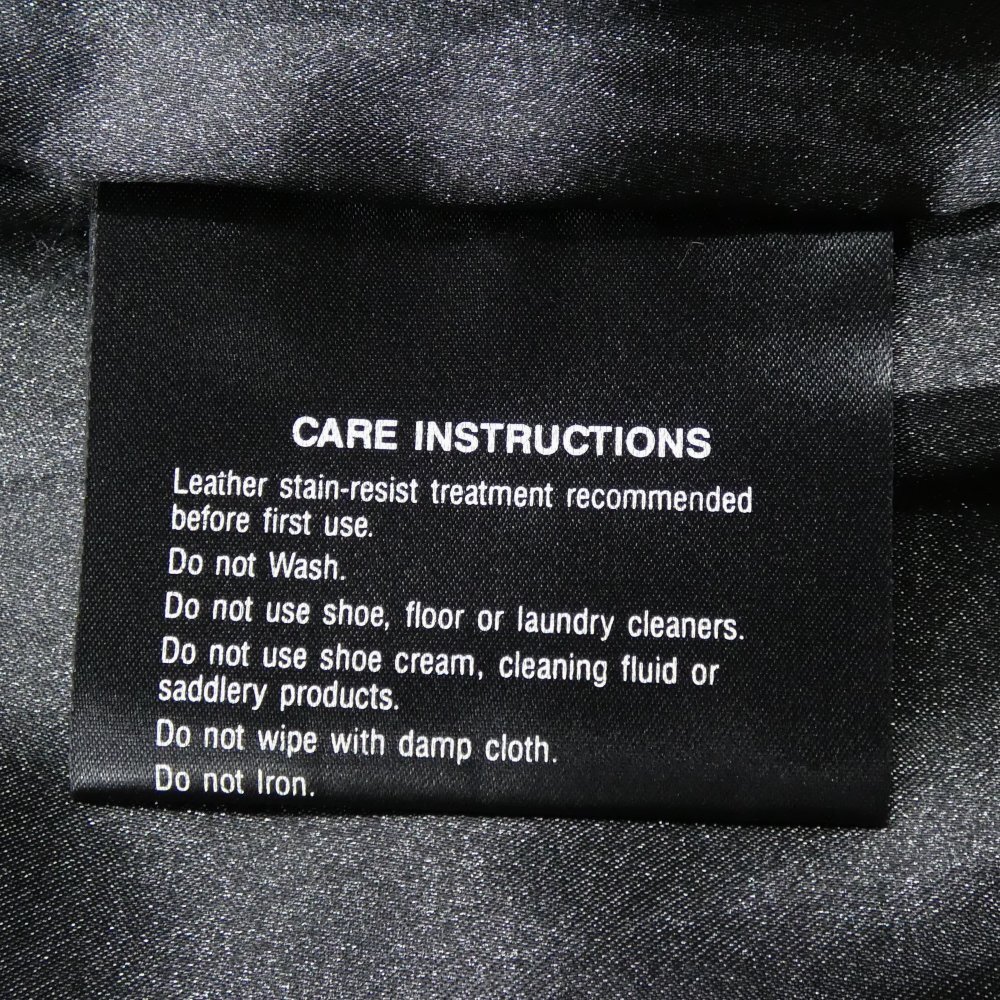 CARE INSTRUCTIONS
Leather stain-resist treatment recommended
before first use.
Do not Wash.
Do not use shoe, floor or laundry cleaners.
Do not use shoe cream, cleaning fluid or
saddlery products.
Do not wipe with damp cloth.
Do not Iron.